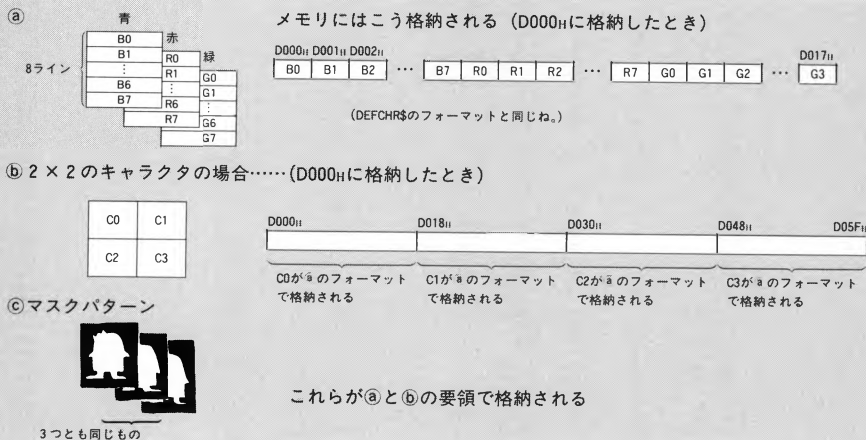 ⓐ
青
赤
緑
8ライン
B0
B1
⋮
B6
B7
R0
R1
⋮
R6
R7
G0
G1
⋮
G6
G7
メモリにはこう格納される (D000Hに格納したとき)
D000H D001H D002H D017H
B0 B1 B2 … B7 R0 R1 R2 … R7 G0 G1 G2 … G3
(DEFCHR$のフォーマットと同じね。)
ⓑ 2×2のキャラクタの場合……(D000Hに格納したとき)
C0 C1
C2 C3
D000H D018H D030H D048H D05FH
C0がaのフォーマットで格納される
C1がaのフォーマットで格納される
C2がaのフォーマットで格納される
C3がaのフォーマットで格納される
ⓒマスクパターン
3つとも同じもの
これらがⓐとⓑの要領で格納される